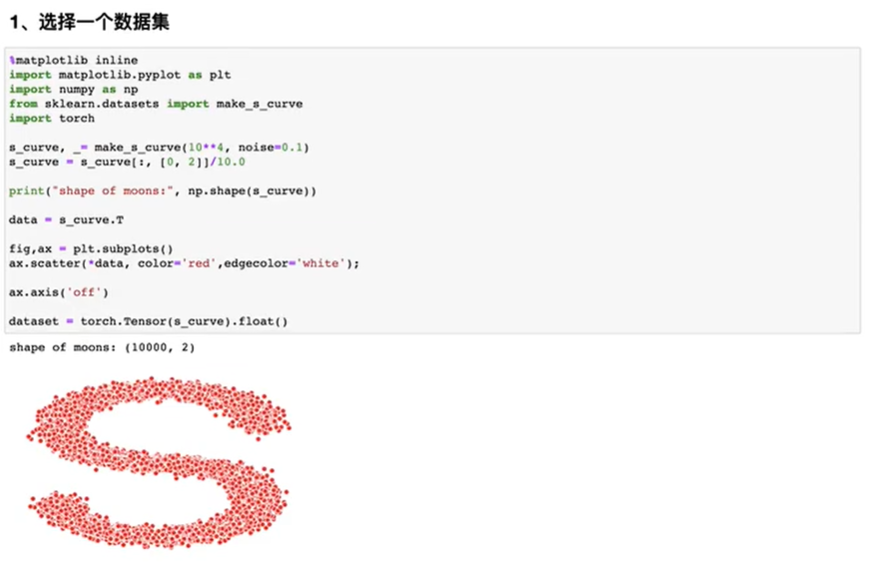 1、选择一个数据集
%matplotlib inline
import matplotlib.pyplot as plt
import numpy as np
from sklearn.datasets import make_s_curve
import torch
s_curve, _= make_s_curve(10**4, noise=0.1)
s_curve = s_curve[:, [0, 2]]/10.0
print("shape of moons:", np.shape(s_curve))
data = s_curve.T
fig,ax = plt.subplots()
ax.scatter(*data, color='red',edgecolor='white');
ax.axis('off')
dataset = torch.Tensor(s_curve).float()
shape of moons: (10000, 2)